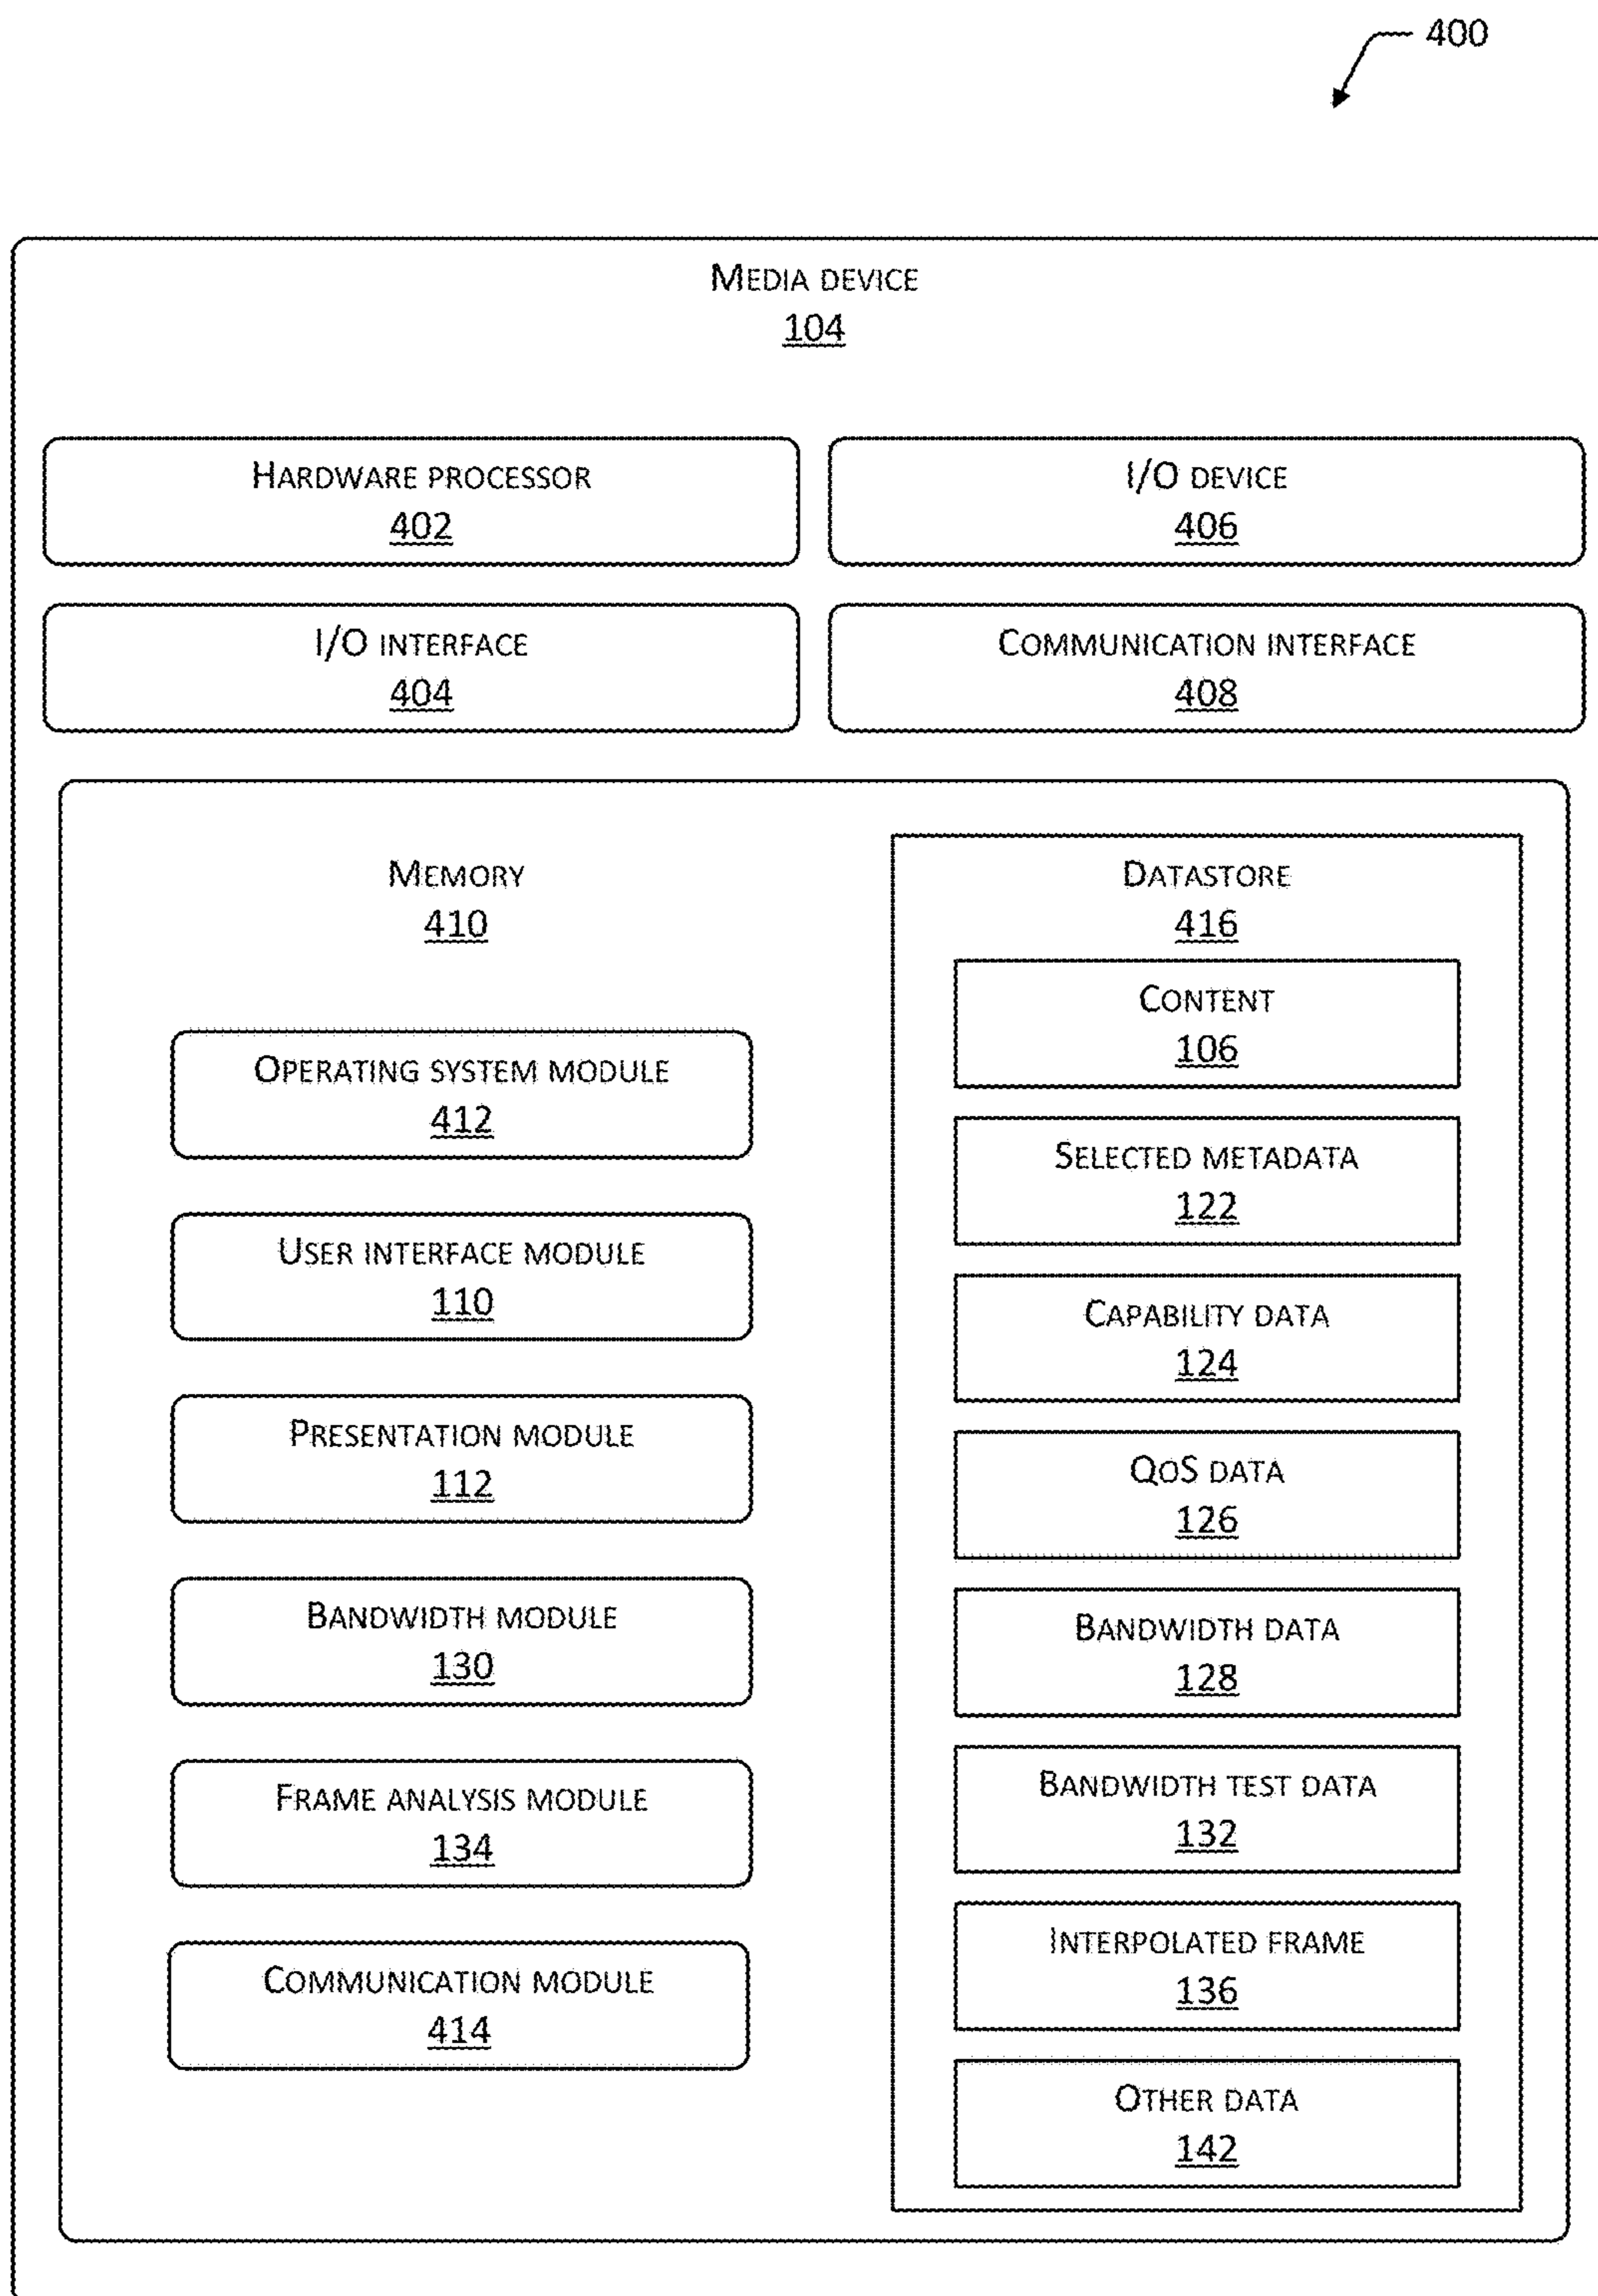 400
MEDIA DEVICE
104
HARDWARE PROCESSOR
402
I/O DEVICE
406
I/O INTERFACE
404
COMMUNICATION INTERFACE
408
MEMORY
410
OPERATING SYSTEM MODULE
412
USER INTERFACE MODULE
110
PRESENTATION MODULE
112
BANDWIDTH MODULE
130
FRAME ANALYSIS MODULE
134
COMMUNICATION MODULE
414
DATASTORE
416
CONTENT
106
SELECTED METADATA
122
CAPABILITY DATA
124
QOS DATA
126
BANDWIDTH DATA
128
BANDWIDTH TEST DATA
132
INTERPOLATED FRAME
136
OTHER DATA
142